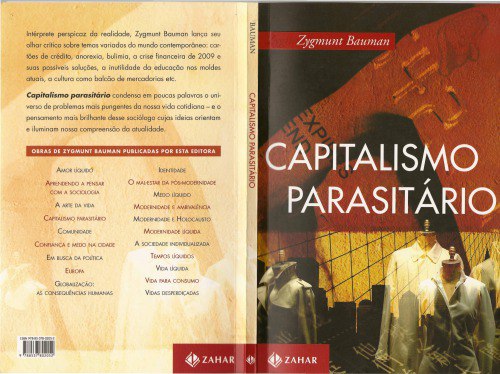 Intérprete perspicaz da realidade, Zygmunt Bauman lança seu
olhar crítico sobre temas variados do mundo contemporâneo: car-
tões de crédito, anorexia, bulimia, a crise financeira de 2009 e
suas possíveis soluções, a inutilidade da educação nos moldes
atuais, a cultura como balcão de mercadorias etc.
Capitalismo parasitário condensa em poucas palavras o uni-
verso de problemas mais pungentes da nossa vida cotidiana – e o
pensamento mais brilhante desse sociólogo cujas ideias orientam
e iluminam nossa compreensão da atualidade.
OBRAS DE ZYGMUNT BAUMAN PUBLICADAS POR ESTA EDITORA
AMOR LÍQUIDO
APRENDENDO A PENSAR
COM A SOCIOLOGIA
A ARTE DA VIDA
CAPITALISMO PARASITÁRIO
COMUNIDADE
CONFIANÇA E MEDO NA CIDADE
EM BUSCA DA POLÍTICA
EUROPA
GLOBALIZAÇÃO:
AS CONSEQUÊNCIAS HUMANAS
IDENTIDADE
O MAL-ESTAR DA PÓS-MODERNIDADE
MEDO LÍQUIDO
MODERNIDADE E AMBIVALÊNCIA
MODERNIDADE E HOLOCAUSTO
MODERNIDADE LÍQUIDA
A SOCIEDADE INDIVIDUALIZADA
TEMPOS LÍQUIDOS
VIDA LÍQUIDA
VIDA PARA CONSUMO
VIDAS DESPERDIÇADAS
ZAHAR
BAUMAN
CAPITALISMO PARASITÁRIO
Zygmunt Bauman
CAPITALISMO
PARASITÁRIO
ZAHAR